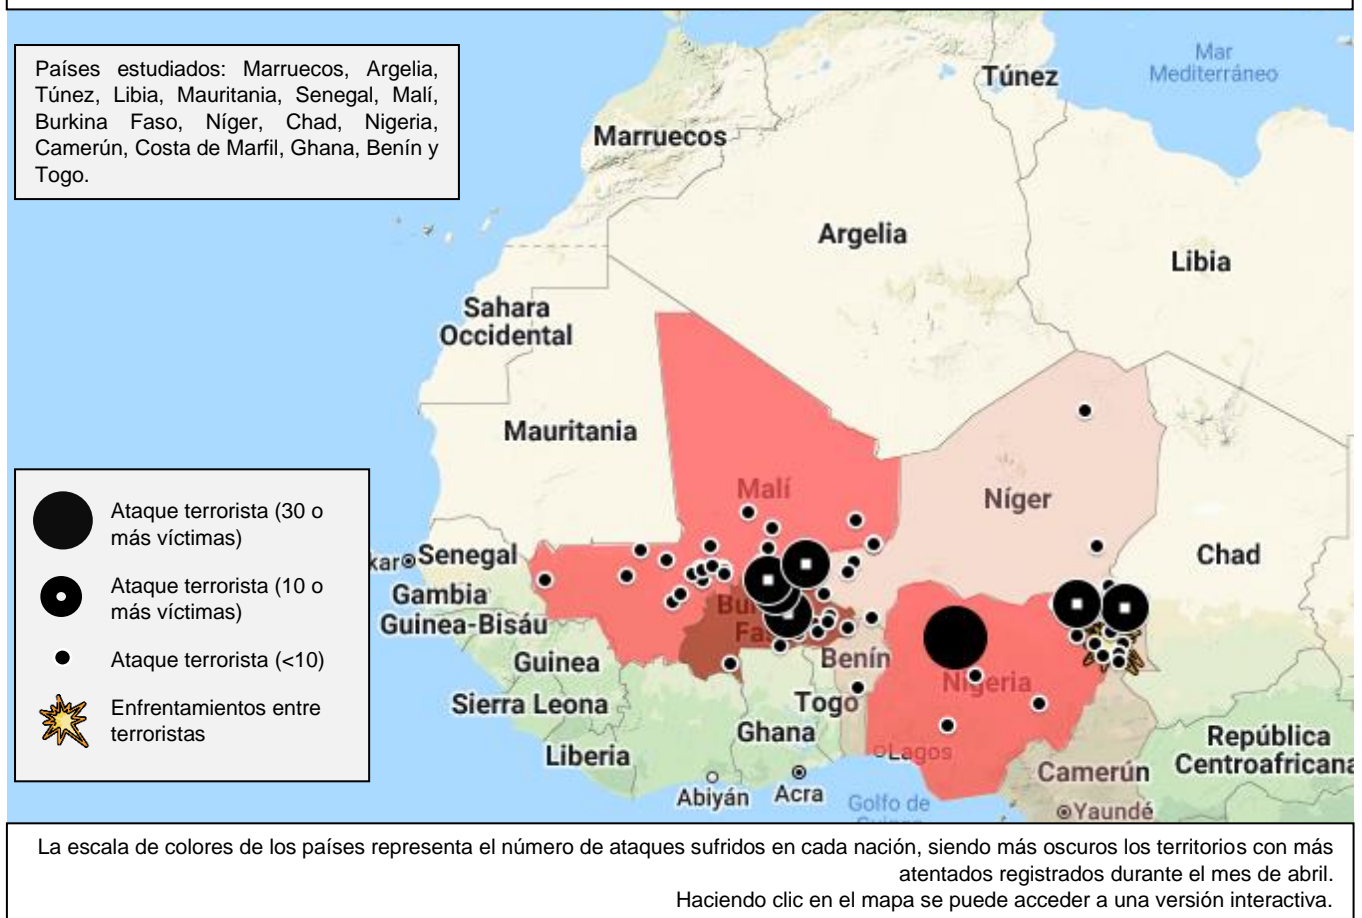 Países estudiados: Marruecos, Argelia,
Túnez, Libia, Mauritania, Senegal, Malí,
Burkina Faso, Níger, Chad, Nigeria,
Camerún, Costa de Marfil, Ghana, Benín y
Togo.
Mar
Mediterráneo
Túnez
Marruecos
Argelia
Libia
Sahara
Occidental
Mauritania
Malí
Níger
Chad
Senegal
Gambia
Guinea-Bisáu
Guinea
Sierra Leona
Liberia
Benín
Togo
Ghana
Nigeria
Lagos
Abiyán
Acra
Golfo de
Camerún
Yaundé
República
Centroafricana
Ataque terrorista (30 o
más víctimas)
Ataque terrorista (10 o
más víctimas)
Ataque terrorista (<10)
Enfrentamientos entre
terroristas
La escala de colores de los países representa el número de ataques sufridos en cada nación, siendo más oscuros los territorios con más
atentados registrados durante el mes de abril.
Haciendo clic en el mapa se puede acceder a una versión interactiva.